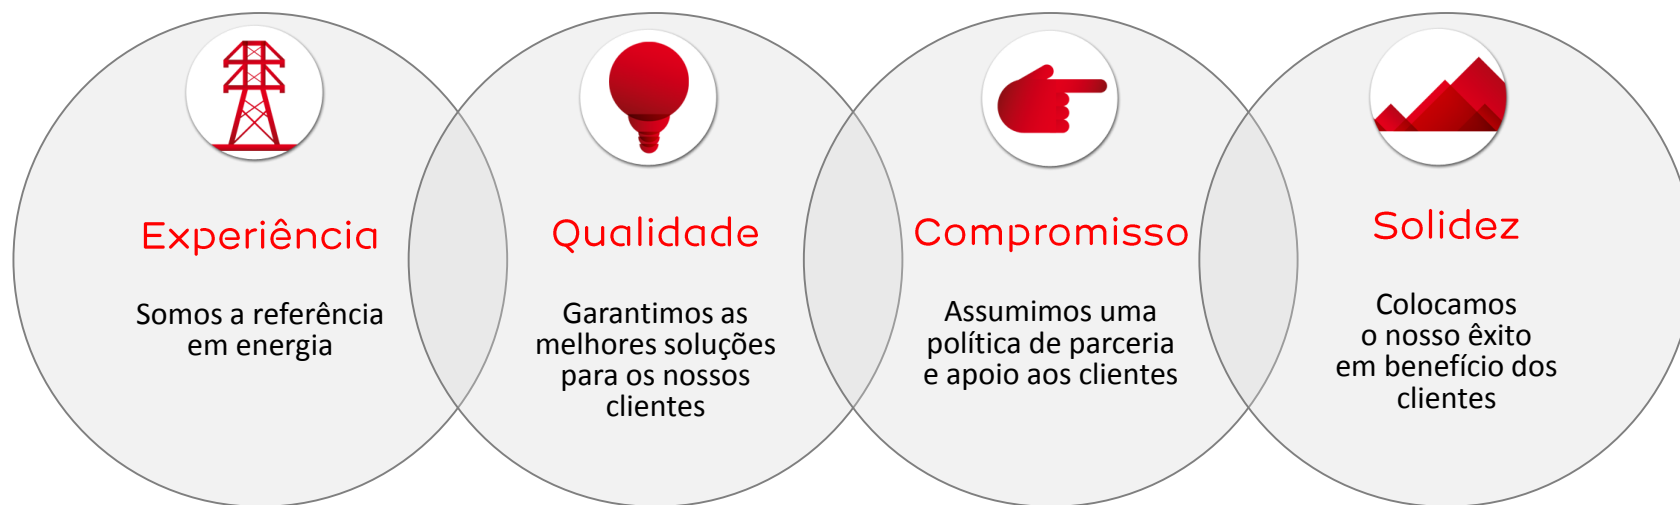 Experiência
Somos a referência
em energia
Qualidade
Garantimos as
melhores soluções
para os nossos
clientes
Compromisso
Assumimos uma
política de parceria
e apoio aos clientes
Solidez
Colocamos
o nosso êxito
em benefício dos
clientes